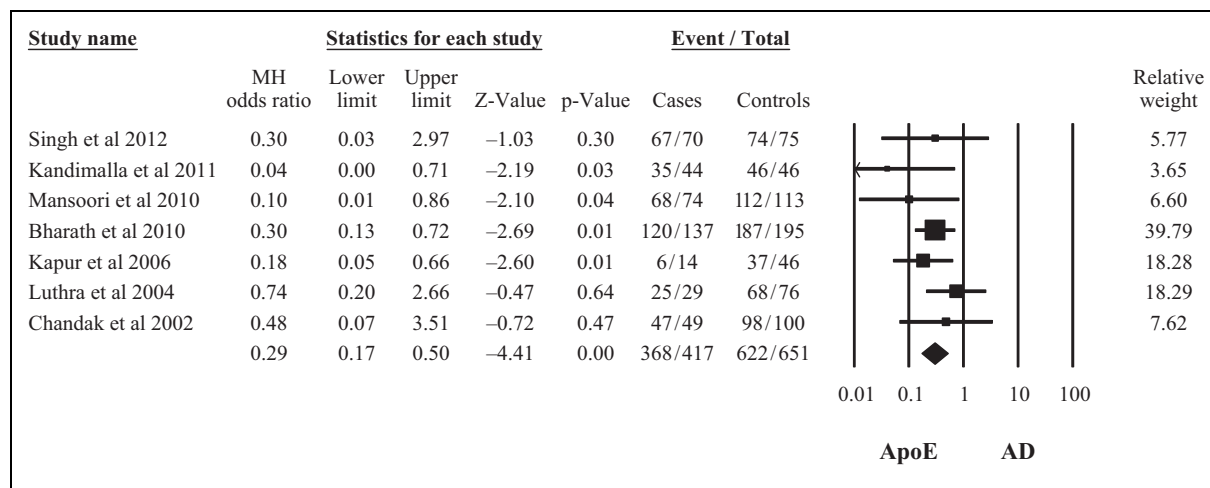 Study name Statistics for each study Event / Total
MH Lower Upper Relative
odds ratio limit limit Z-Value p-Value Cases Controls weight
Singh et al 2012 0.30 0.03 2.97 –1.03 0.30 67/70 74/75 5.77
Kandimalla et al 2011 0.04 0.00 0.71 –2.19 0.03 35/44 46/46 3.65
Mansoori et al 2010 0.10 0.01 0.86 –2.10 0.04 68/74 112/113 6.60
Bharath et al 2010 0.30 0.13 0.72 –2.69 0.01 120/137 187/195 39.79
Kapur et al 2006 0.18 0.05 0.66 –2.60 0.01 6/14 37/46 18.28
Luthra et al 2004 0.74 0.20 2.66 –0.47 0.64 25/29 68/76 18.29
Chandak et al 2002 0.48 0.07 3.51 –0.72 0.47 47/49 98/100 7.62
0.29 0.17 0.50 –4.41 0.00 368/417 622/651
0.01 0.1 1 10 100
ApoE AD